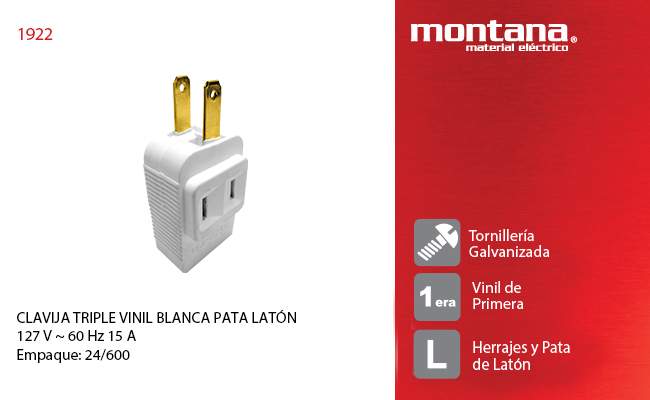 1922
montana®
material eléctrico
CLAVIJA TRIPLE VINIL BLANCA PATA LATÓN
127 V ~ 60 Hz 15 A
Empaque: 24/600
Tornillería
Galvanizada
1era
Vinil de
Primera
L
Herrajes y Pata
de Latón